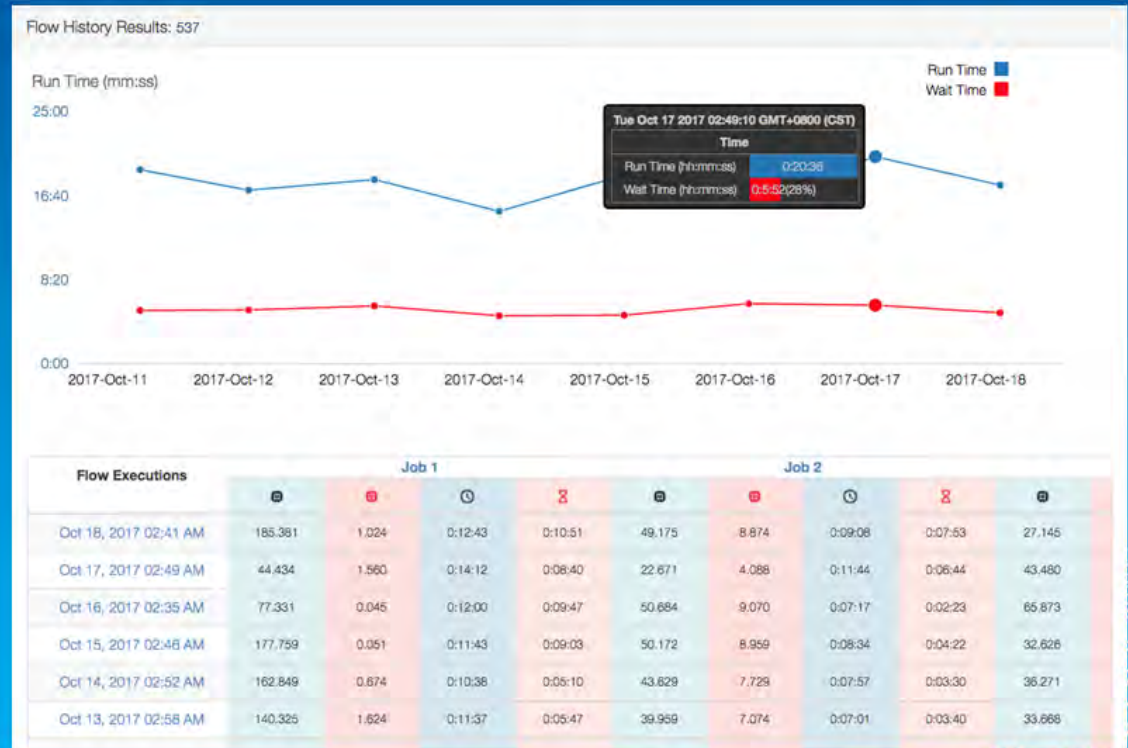 Flow History Results: 537
Run Time (mm:ss)
Run Time
Wait Time
25:00
16:40
8:20
0:00
Tue Oct 17 2017 02:49:10 GMT+0800 (CST)
Time
Run Time (hh:mm:ss) 0:20:36
Wait Time (hh:mm:ss) 0:5:52(28%)
2017-Oct-11 2017-Oct-12 2017-Oct-13 2017-Oct-14 2017-Oct-15 2017-Oct-16 2017-Oct-17 2017-Oct-18
Flow Executions Job 1 Job 2
Oct 18, 2017 02:41 AM 185.381 1.024 0:12:43 0:10:51 49.175 8.874 0:09:08 0:07:53 27.145
Oct 17, 2017 02:49 AM 44.434 1.560 0:14:12 0:08:40 22.671 4.088 0:11:44 0:06:44 43.480
Oct 16, 2017 02:35 AM 77.331 0.045 0:12:00 0:09:47 50.684 9.070 0:07:17 0:02:23 65.873
Oct 15, 2017 02:46 AM 177.759 0.051 0:11:43 0:09:03 50.172 8.959 0:08:34 0:04:22 32.626
Oct 14, 2017 02:52 AM 162.849 0.674 0:10:38 0:05:10 43.629 7.729 0:07:57 0:03:30 36.271
Oct 13, 2017 02:58 AM 140.325 1.624 0:11:37 0:05:47 39.959 7.074 0:07:01 0:03:40 33.668